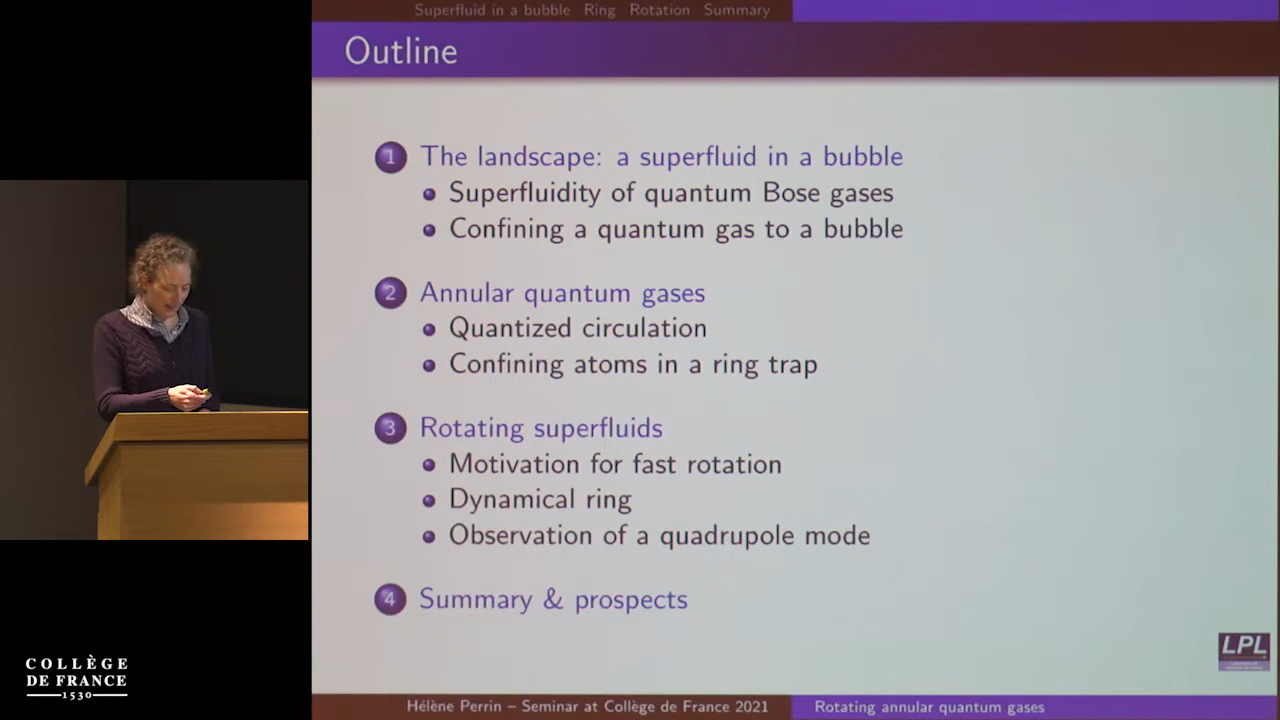 Superfluid in a bubble Ring Rotation Summary
Outline
1 The landscape: a superfluid in a bubble
Superfluidity of quantum Bose gases
Confining a quantum gas to a bubble
2 Annular quantum gases
Quantized circulation
Confining atoms in a ring trap
3 Rotating superfluids
Motivation for fast rotation
Dynamical ring
Observation of a quadrupole mode
4 Summary & prospects
LPL
Hélène Perrin – Seminar at Collège de France 2021 Rotating annular quantum gases
COLLÈGE
DE FRANCE
1530